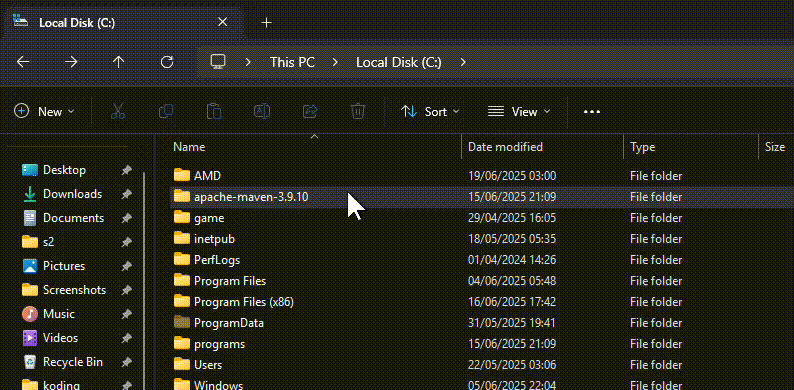 Local Disk (C:)
This PC > Local Disk (C:) >
New Sort View
Name Date modified Type Size
Desktop
Downloads
Documents
s2
Pictures
Screenshots
Music
Videos
Recycle Bin
koding
AMD 19/06/2025 03:00 File folder
apache-maven-3.9.10 15/06/2025 21:09 File folder
game 29/04/2025 16:05 File folder
inetpub 18/05/2025 05:35 File folder
PerfLogs 01/04/2024 14:26 File folder
Program Files 04/06/2025 05:48 File folder
Program Files (x86) 16/06/2025 17:42 File folder
ProgramData 31/05/2025 19:41 File folder
programs 15/06/2025 21:09 File folder
Users 22/05/2025 03:06 File folder
Windows 05/06/2025 22:04 File folder